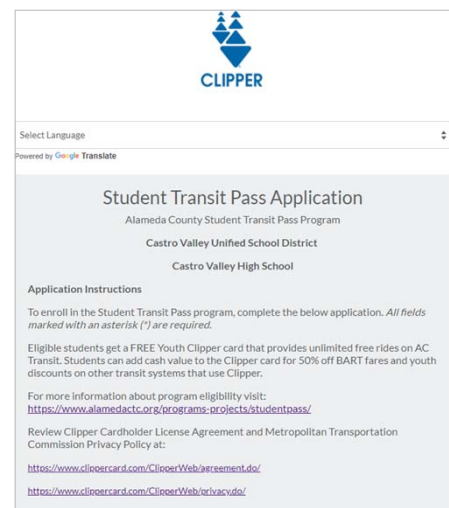 CLIPPER
Select Language
Powered by Google Translate
Student Transit Pass Application
Alameda County Student Transit Pass Program
Castro Valley Unified School District
Castro Valley High School
Application Instructions
To enroll in the Student Transit Pass program, complete the below application. All fields
marked with an asterisk (*) are required.
Eligible students get a FREE Youth Clipper card that provides unlimited free rides on AC
Transit. Students can add cash value to the Clipper card for 50% off BART fares and youth
discounts on other transit systems that use Clipper.
For more information about program eligibility visit:
https://www.alamedactc.org/programs-projects/studentpass/
Review Clipper Cardholder License Agreement and Metropolitan Transportation
Commission Privacy Policy at:
https://www.clippercard.com/ClipperWeb/agreement.do/
https://www.clippercard.com/ClipperWeb/privacy.do/